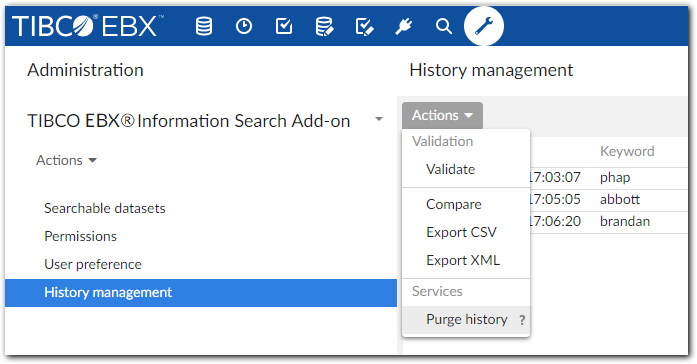 TIBCO® EBX™
Administration
TIBCO EBX® Information Search Add-on
Actions
Searchable datasets
Permissions
User preference
History management
History management
Actions
Validation
Validate
Compare
Export CSV
Export XML
Services
Purge history ?
Keyword
17:03:07 phap
17:05:05 abbott
17:06:20 brandan